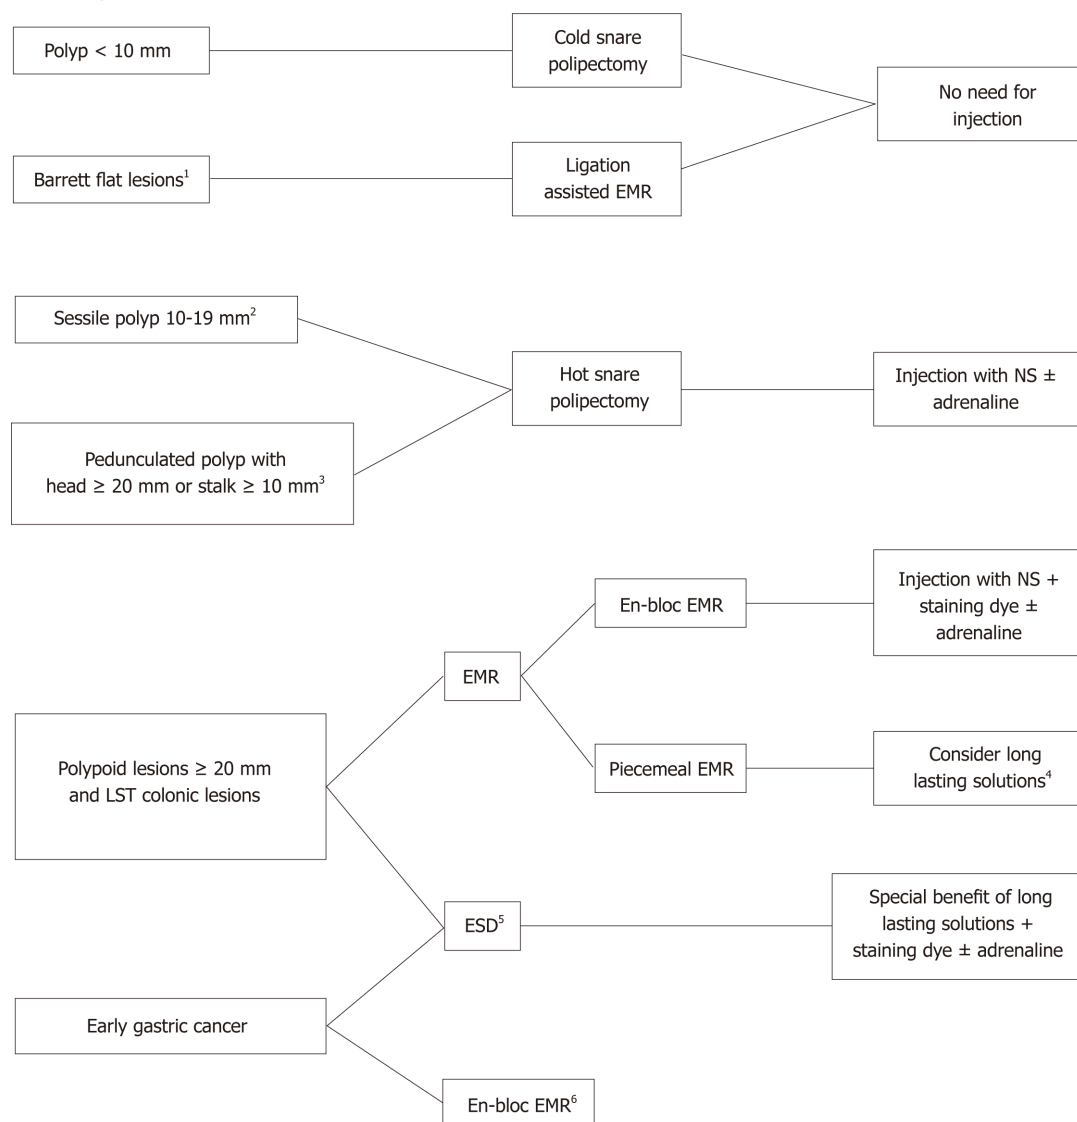 Polyp < 10 mm
Cold snare
polipectomy
No need for
injection
Barrett flat lesions¹
Ligation
assisted EMR
Sessile polyp 10-19 mm²
Hot snare
polipectomy
Injection with NS ±
adrenaline
Pedunculated polyp with
head ≥ 20 mm or stalk ≥ 10 mm³
En-bloc EMR
Injection with NS +
staining dye ±
adrenaline
EMR
Polypoid lesions ≥ 20 mm
and LST colonic lesions
Piecemeal EMR
Consider long
lasting solutions⁴
ESD⁵
Special benefit of long
lasting solutions +
staining dye ± adrenaline
Early gastric cancer
En-bloc EMR⁶